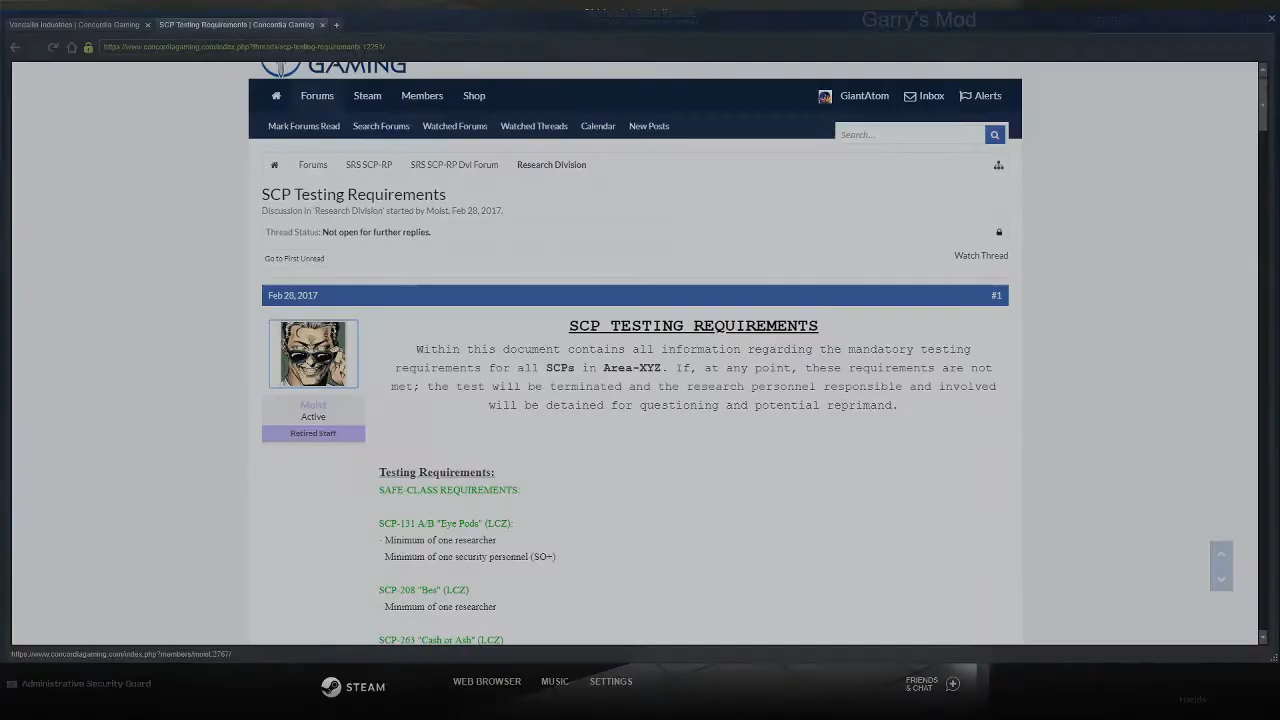 Garry's Mod
Vandalle Industries | Concordia Gaming
SCP Testing Requirements | Concordia Gaming
https://www.concordiagaming.com/index.php?threads/scp-testing-requirements.12251/
GAMING
Forums Steam Members Shop GiantAtom Inbox Alerts
Mark Forums Read Search Forums Watched Forums Watched Threads Calendar New Posts Search...
Forums SRS SCP-RP SRS SCP-RP Dvl Forum Research Division
SCP Testing Requirements
Discussion in 'Research Division' started by Moist, Feb 28, 2017.
Thread Status: Not open for further replies.
Go to First Unread Watch Thread
Feb 28, 2017 #1
SCP TESTING REQUIREMENTS
Within this document contains all information regarding the mandatory testing
requirements for all SCPs in Area-XYZ. If, at any point, these requirements are not
met; the test will be terminated and the research personnel responsible and involved
will be detained for questioning and potential reprimand.
Moist
Active
Retired Staff
Testing Requirements:
SAFE-CLASS REQUIREMENTS:
SCP-131 A/B "Eye Pods" (LCZ):
- Minimum of one researcher
Minimum of one security personnel (SO+)
SCP-208 "Bes" (LCZ)
Minimum of one researcher
SCP-263 "Cash or Ash" (LCZ)
https://www.concordiagaming.com/index.php?members/moist.2767/
Administrative Security Guard
STEAM
WEB BROWSER MUSIC SETTINGS
FRIENDS
& CHAT
Hands